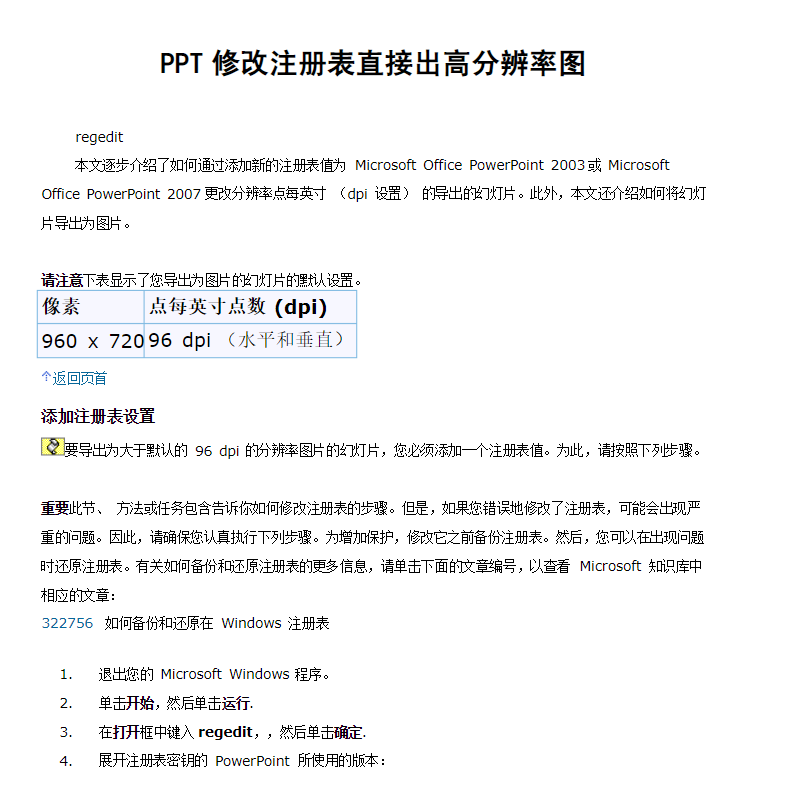 PPT 修改注册表直接出高分辨率图
regedit
本文逐步介绍了如何通过添加新的注册表值为 Microsoft Office PowerPoint 2003 或 Microsoft
Office PowerPoint 2007 更改分辨率点每英寸 （dpi 设置） 的导出的幻灯片。此外，本文还介绍如何将幻灯
片导出为图片。
请注意下表显示了您导出为图片的幻灯片的默认设置。
像素 点每英寸点数 (dpi)
960 x 720 96 dpi （水平和垂直）
返回页首
添加注册表设置
要导出为大于默认的 96 dpi 的分辨率图片的幻灯片，您必须添加一个注册表值。为此，请按照下列步骤。
重要此节、 方法或任务包含告诉你如何修改注册表的步骤。但是，如果您错误地修改了注册表，可能会出现严
重的问题。因此，请确保您认真执行下列步骤。为增加保护，修改它之前备份注册表。然后，您可以在出现问题
时还原注册表。有关如何备份和还原注册表的更多信息，请单击下面的文章编号，以查看 Microsoft 知识库中
相应的文章：
322756 如何备份和还原在 Windows 注册表
1. 退出您的 Microsoft Windows 程序。
2. 单击开始，然后单击运行.
3. 在打开框中键入 regedit，，然后单击确定.
4. 展开注册表密钥的 PowerPoint 所使用的版本：